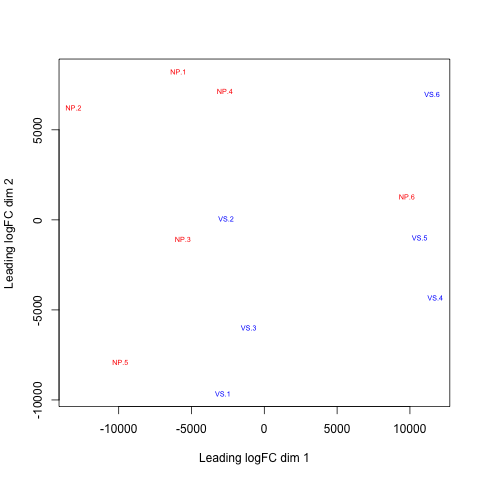 NP.1
NP.4
VS.6
NP.2
NP.6
VS.2
VS.5
NP.3
VS.4
VS.3
NP.5
VS.1
5000
0
-5000
-10000
Leading logFC dim 2
-10000 -5000 0 5000 10000
Leading logFC dim 1